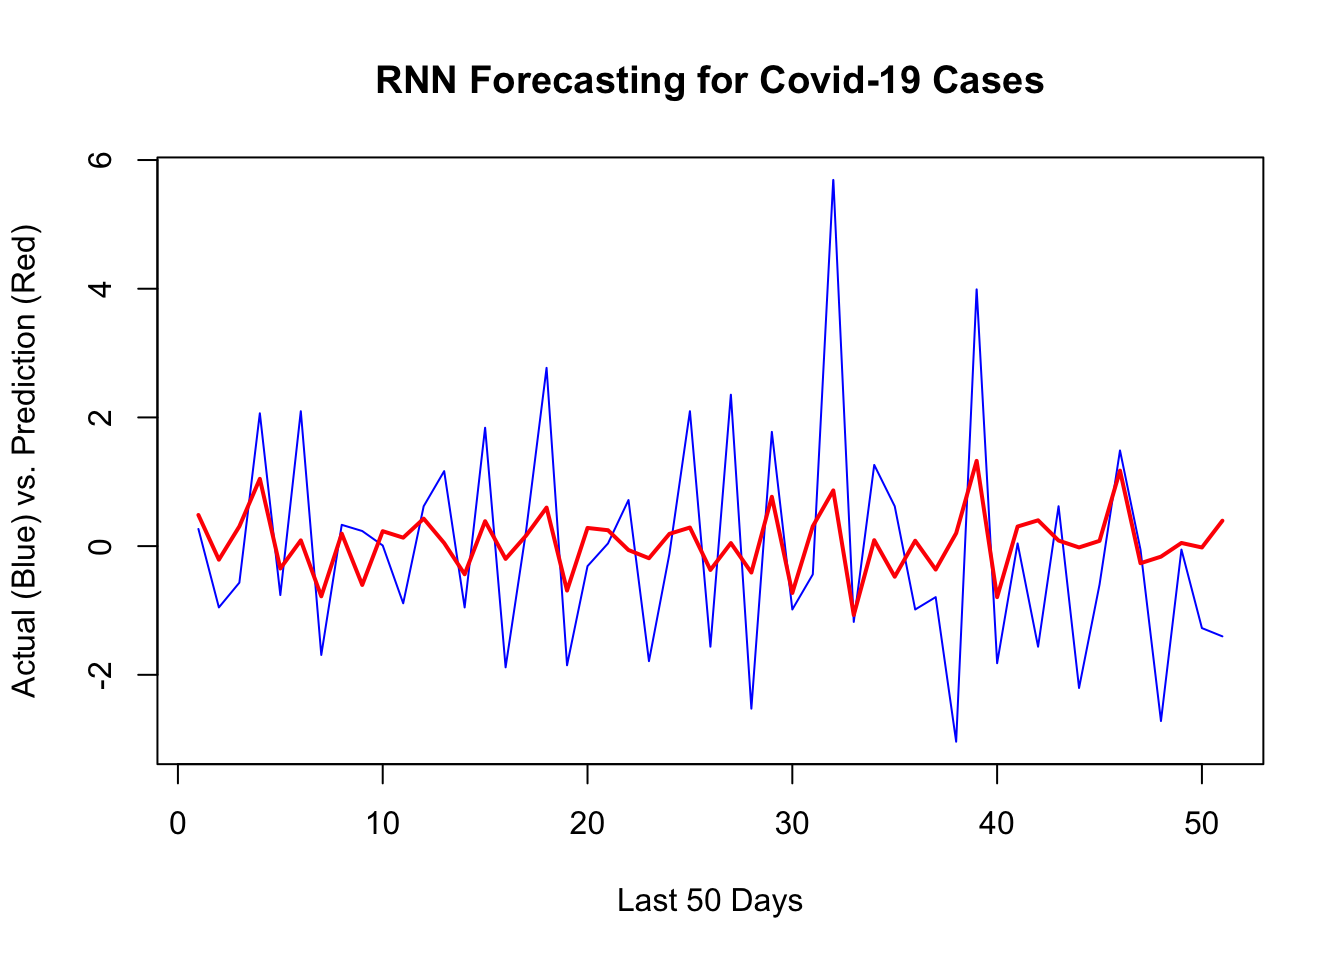 RNN Forecasting for Covid-19 Cases
Actual (Blue) vs. Prediction (Red)
6
4
2
0
-2
0 10 20 30 40 50
Last 50 Days